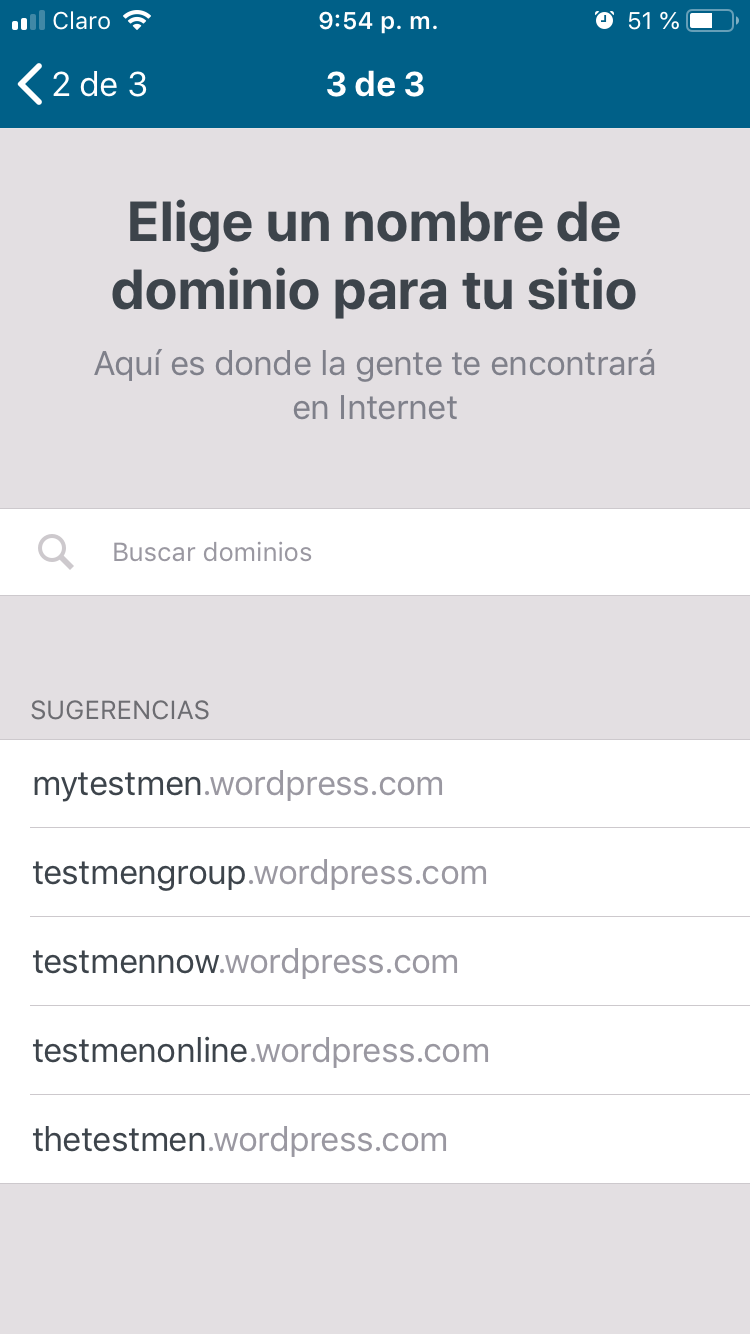 Claro 9:54 p. m. 51 %
2 de 3 3 de 3
Elige un nombre de
dominio para tu sitio
Aquí es donde la gente te encontrará
en Internet
Buscar dominios
SUGERENCIAS
mytestmen.wordpress.com
testmengroup.wordpress.com
testmennow.wordpress.com
testmenonline.wordpress.com
thetestmen.wordpress.com